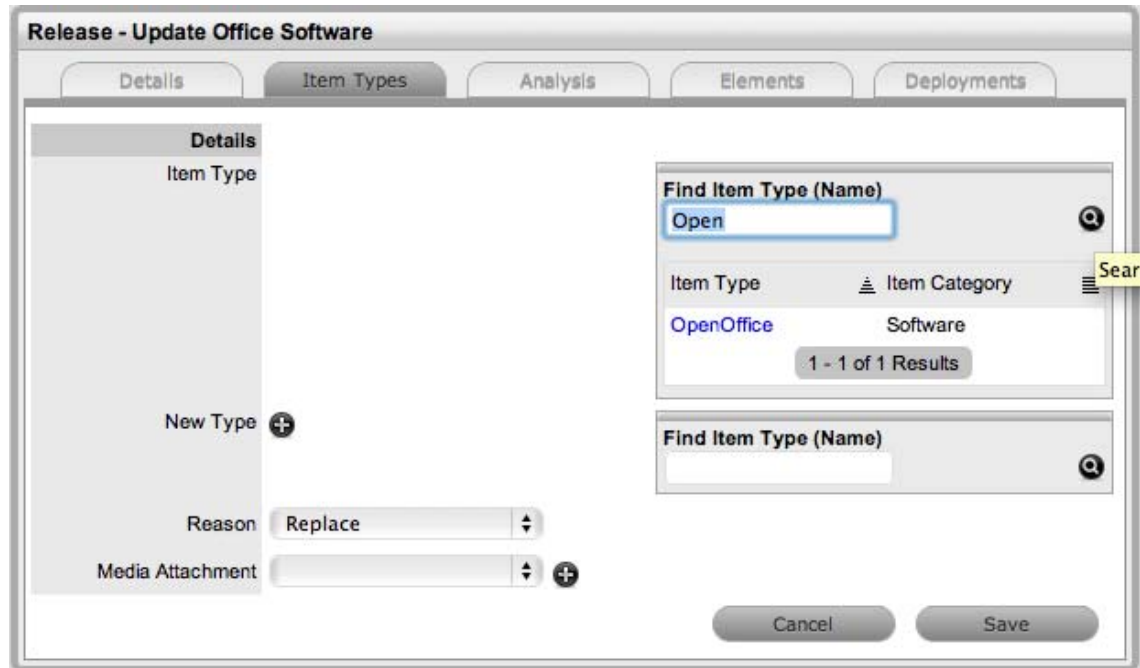 Release - Update Office Software
Details Item Types Analysis Elements Deployments
Details
Item Type
Find Item Type (Name)
Open
Sear
Item Type Item Category
OpenOffice Software
1 - 1 of 1 Results
New Type
Find Item Type (Name)
Reason Replace
Media Attachment
Cancel Save